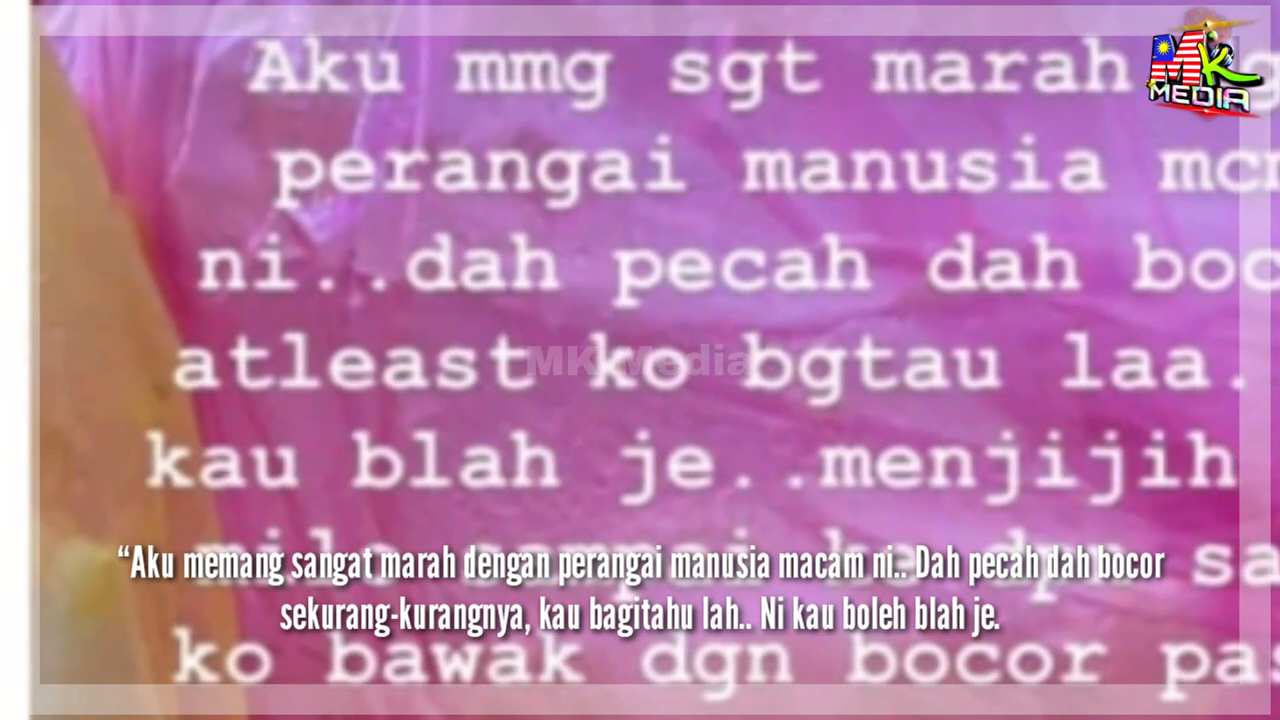 MK
MEDIA
Aku mmg sgt marah
perangai manusia
ni..dah pecah dah
atleast ko bgtau laa.
MK Media
kau blah je..menjijih
“Aku memang sangat marah dengan perangai manusia macam ni.. Dah pecah dah bocor
sekurang-kurangnya, kau bagitahu lah.. Ni kau boleh blah je.
ko bawak dgn bocor